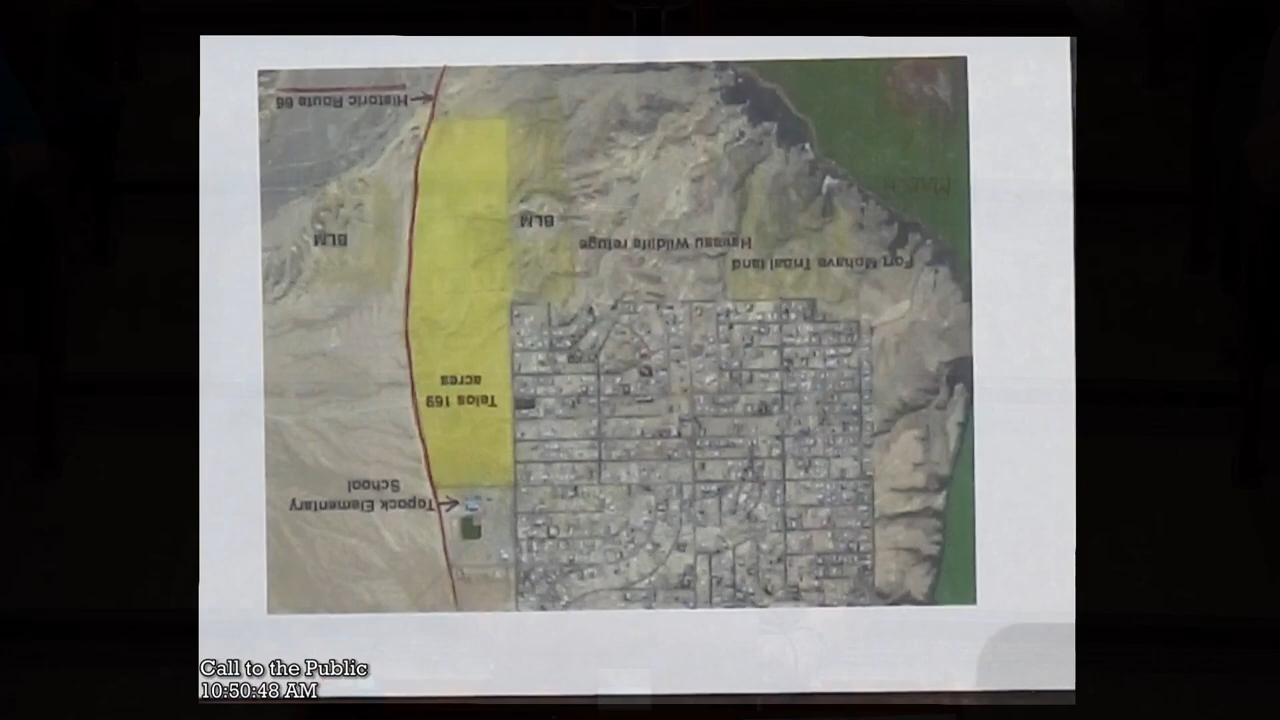 Historic Route 66
MARSH
BLM
BLM
Havasu Wildlife refuge
Fort Mohave Tribal land
Telos 169
acres
Topock Elementary
School
Call to the Public
10:50:48 AM